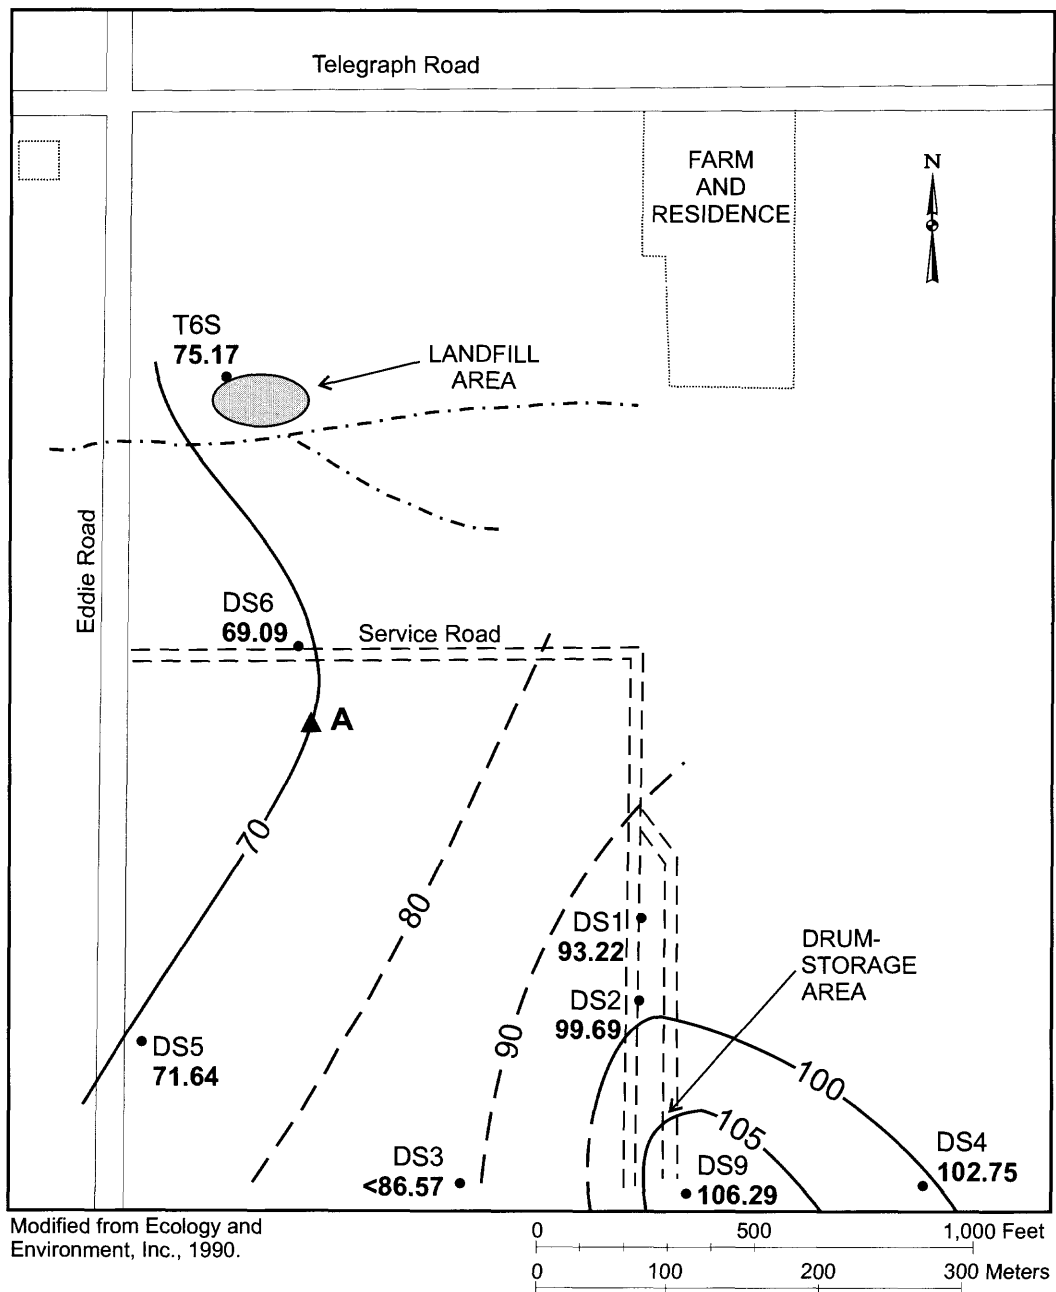 Telegraph Road
FARM
AND
RESIDENCE
N
T6S
75.17
LANDFILL
AREA
Eddie Road
DS6
69.09
Service Road
A
70
80
90
DS1
93.22
DS2
99.69
DRUM-
STORAGE
AREA
100
105
DS5
71.64
DS3
<86.57
DS9
106.29
DS4
102.75
Modified from Ecology and
Environment, Inc., 1990.
0 500 1,000 Feet
0 100 200 300 Meters